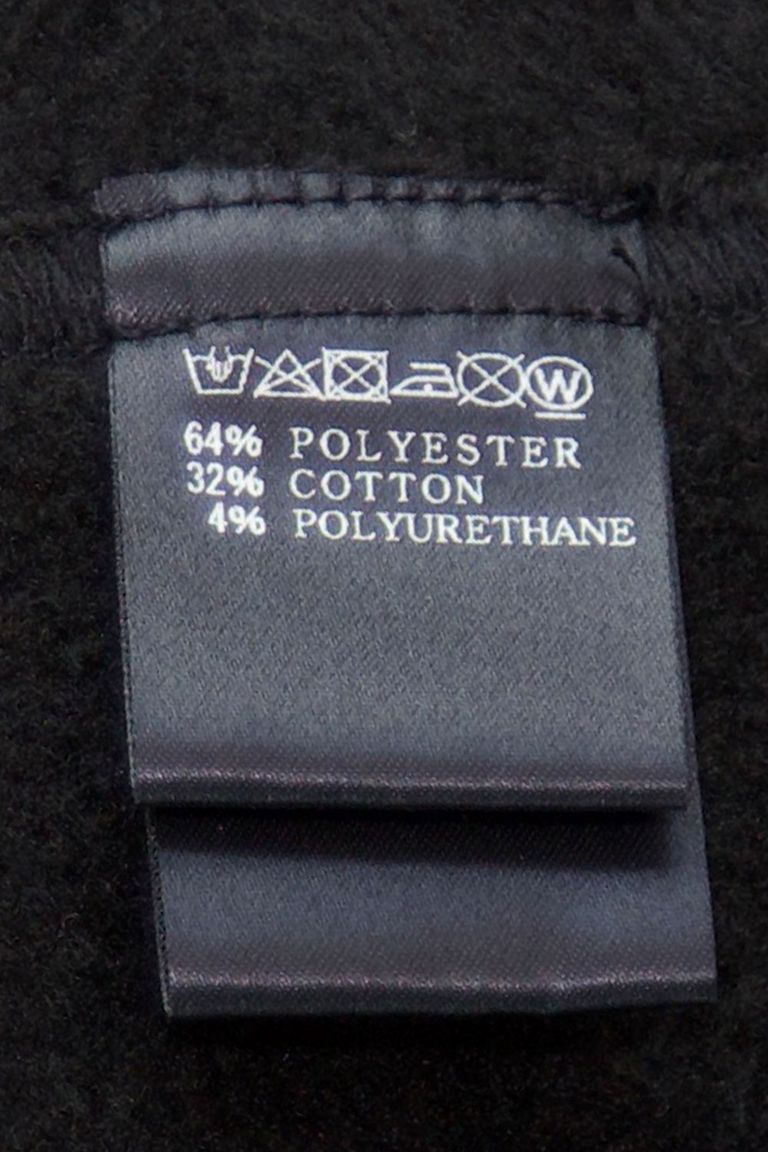 W
64% POLYESTER
32% COTTON
4% POLYURETHANE